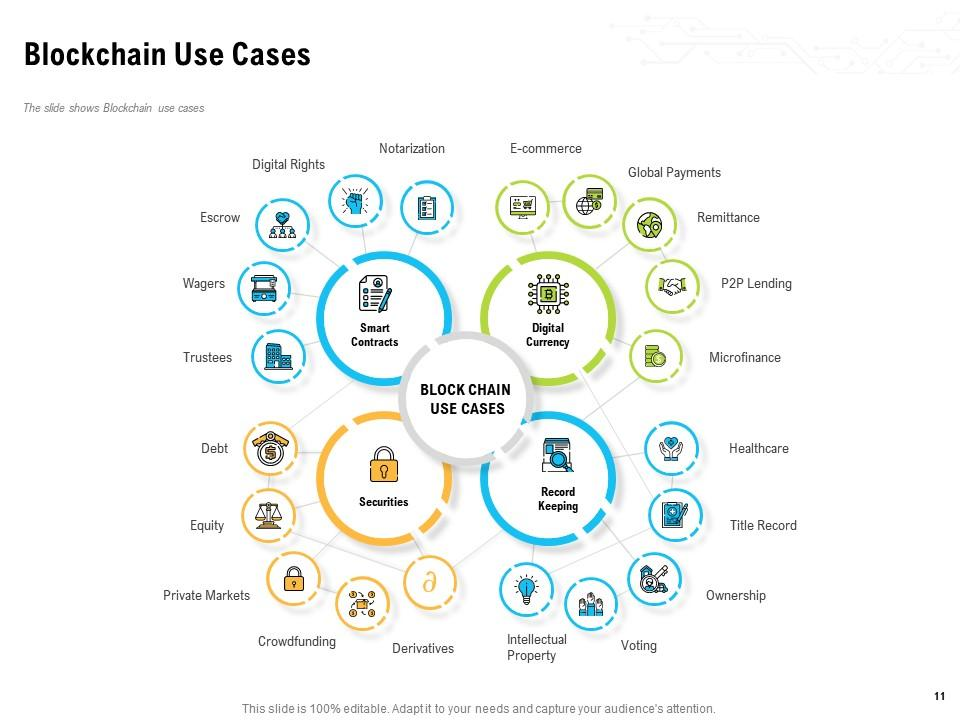 Blockchain Use Cases
The slide shows Blockchain use cases
Notarization
E-commerce
Digital Rights
Global Payments
Escrow
Remittance
Wagers
P2P Lending
Smart
Contracts
Digital
Currency
Trustees
Microfinance
BLOCK CHAIN
USE CASES
Debt
Healthcare
Securities
Record
Keeping
Equity
Title Record
Private Markets
Ownership
Crowdfunding
Derivatives
Intellectual
Property
Voting
11
This slide is 100% editable. Adapt it to your needs and capture your audience's attention.